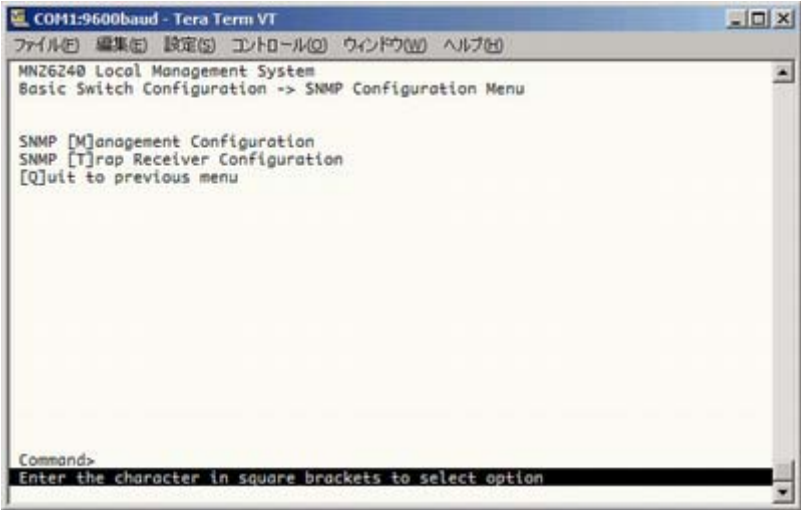 COM1:9600baud - Tera Term VT
ファイル(F) 編集(E) 設定(S) コントロール(O) ウィンドウ(W) ヘルプ(H)
MNZ6240 Local Management System
Basic Switch Configuration -> SNMP Configuration Menu
SNMP [M]anagement Configuration
SNMP [T]rap Receiver Configuration
[Q]uit to previous menu
Command>
Enter the character in square brackets to select option